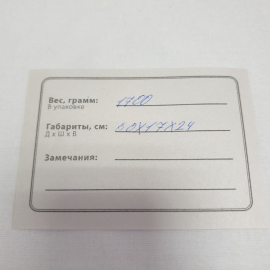 Вес, грамм: 1700
В упаковке
Габариты, см: 60х17х24
Д х Ш х В
Замечания: